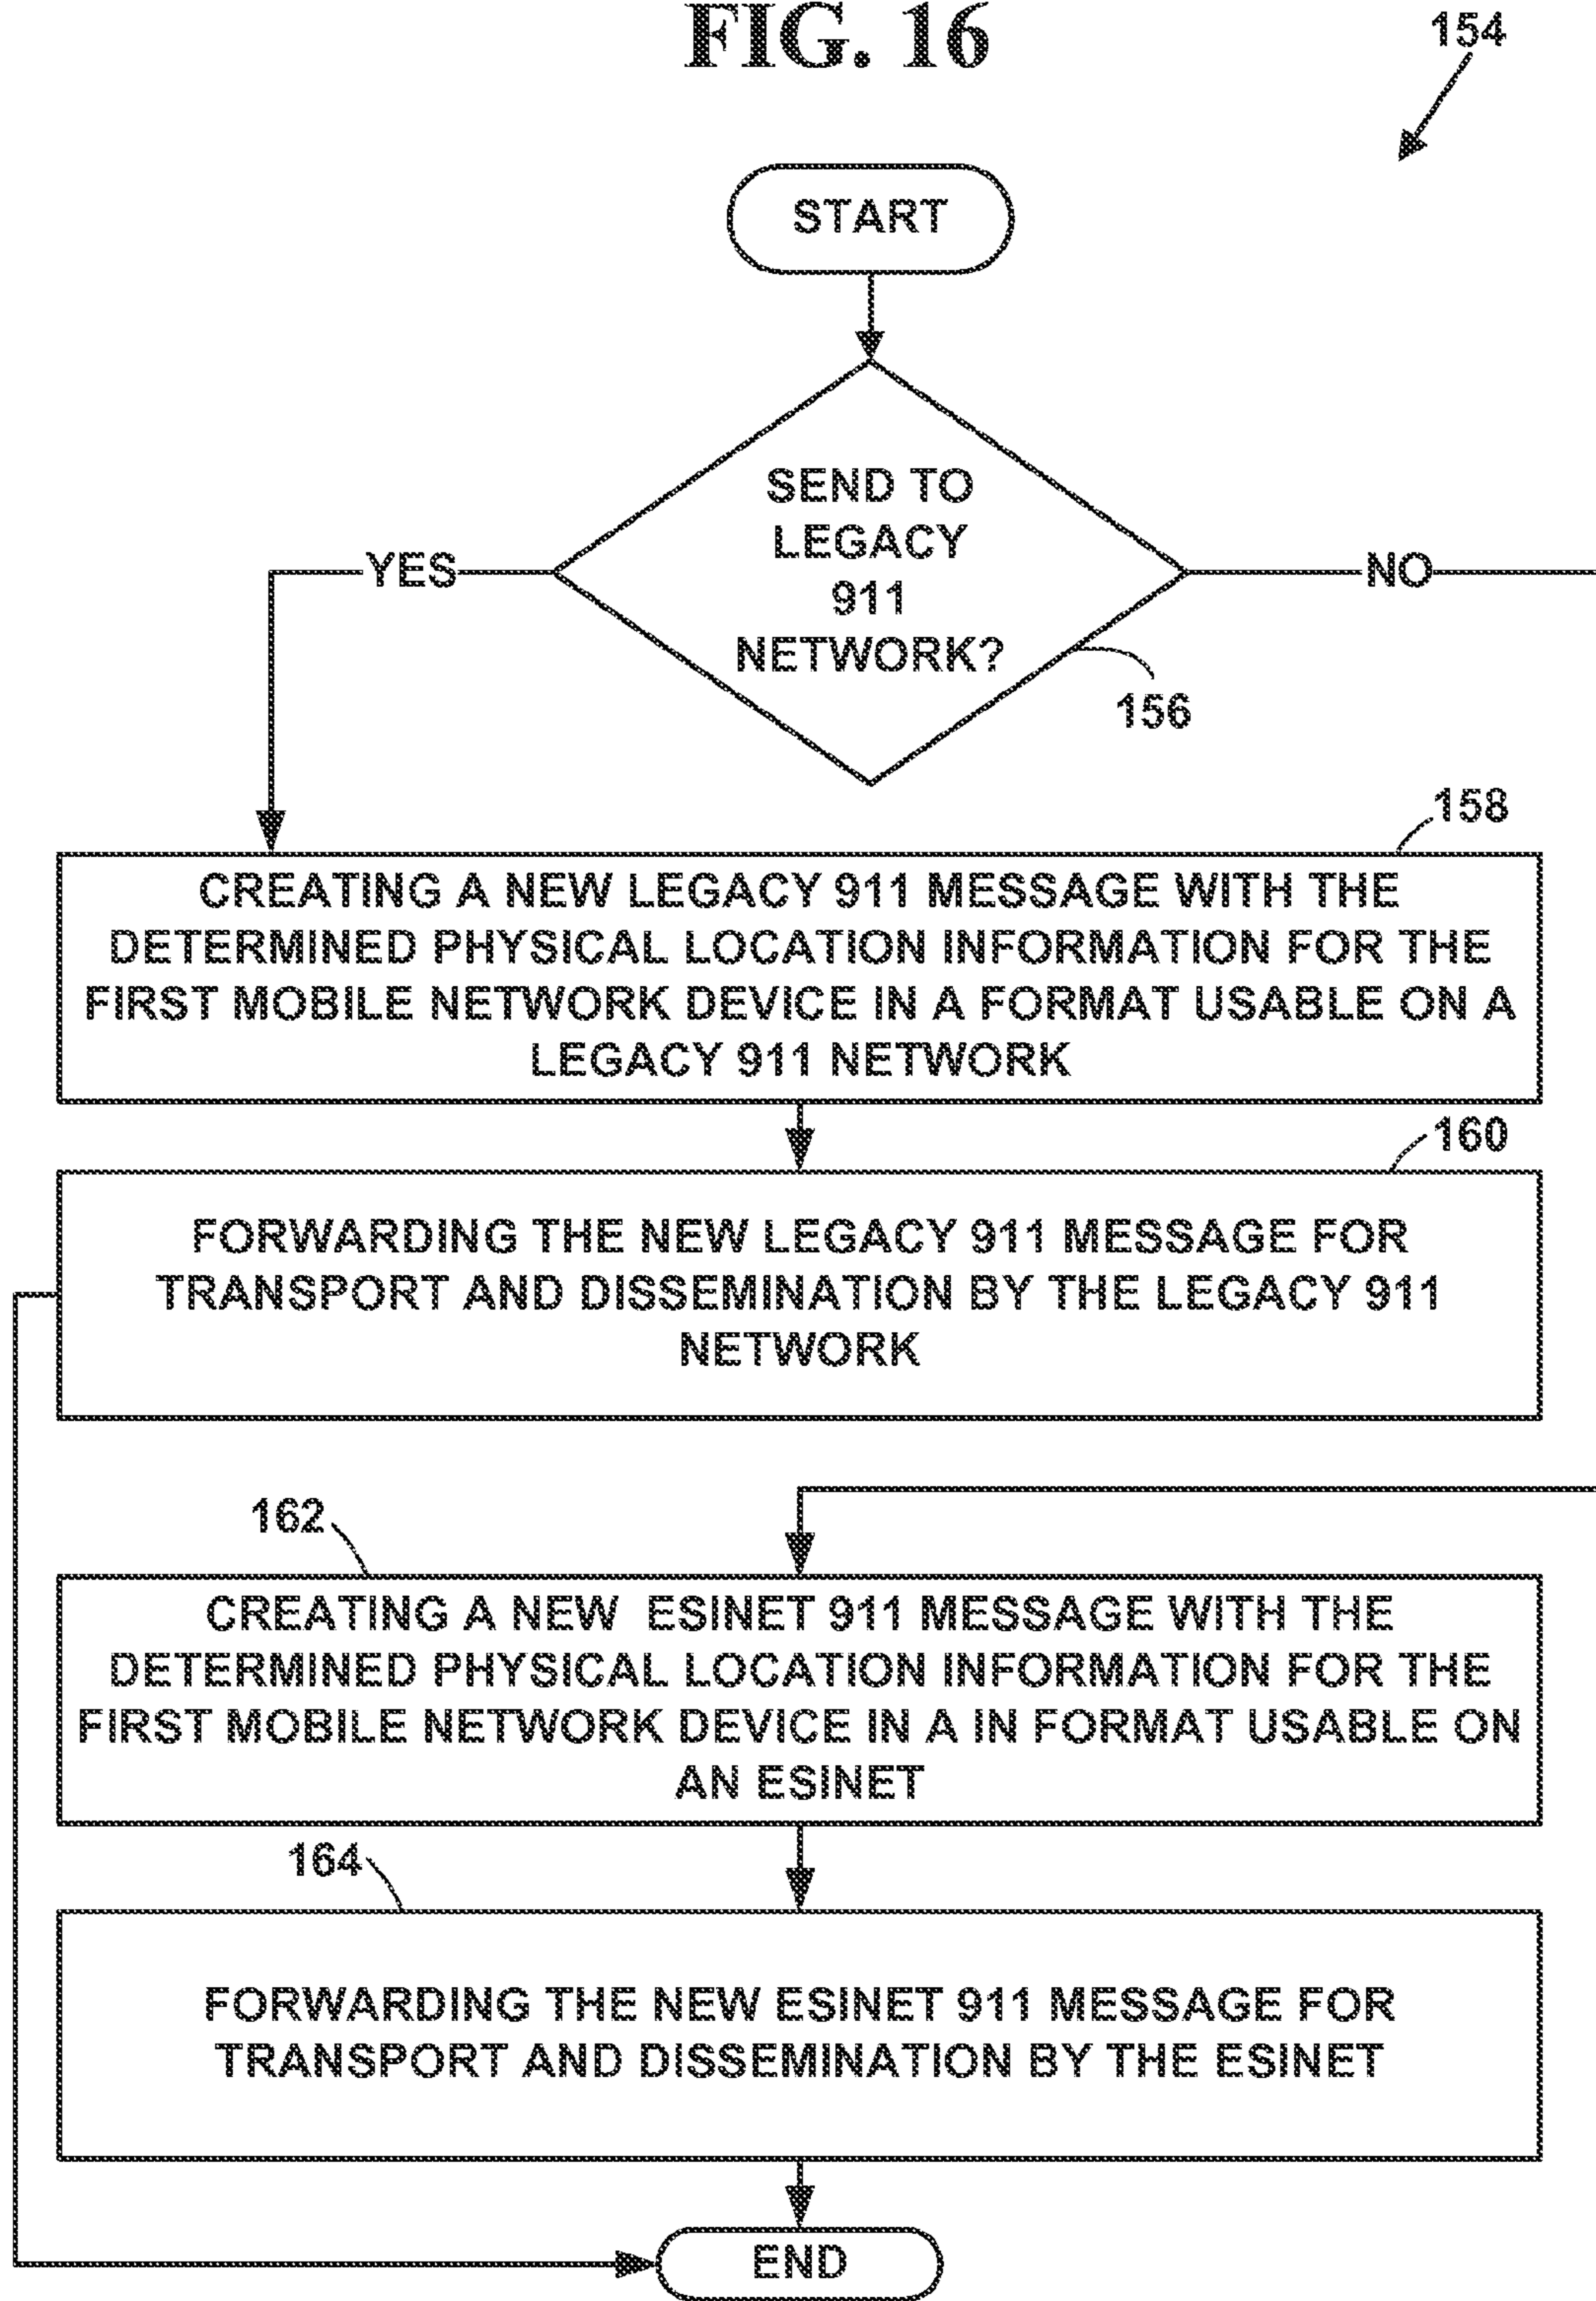 FIG. 16
154
START
SEND TO
LEGACY
911
NETWORK?
YES
NO
156
158
CREATING A NEW LEGACY 911 MESSAGE WITH THE
DETERMINED PHYSICAL LOCATION INFORMATION FOR THE
FIRST MOBILE NETWORK DEVICE IN A FORMAT USABLE ON A
LEGACY 911 NETWORK
160
FORWARDING THE NEW LEGACY 911 MESSAGE FOR
TRANSPORT AND DISSEMINATION BY THE LEGACY 911
NETWORK
162
CREATING A NEW ESINET 911 MESSAGE WITH THE
DETERMINED PHYSICAL LOCATION INFORMATION FOR THE
FIRST MOBILE NETWORK DEVICE IN A IN FORMAT USABLE ON
AN ESINET
164
FORWARDING THE NEW ESINET 911 MESSAGE FOR
TRANSPORT AND DISSEMINATION BY THE ESINET
END